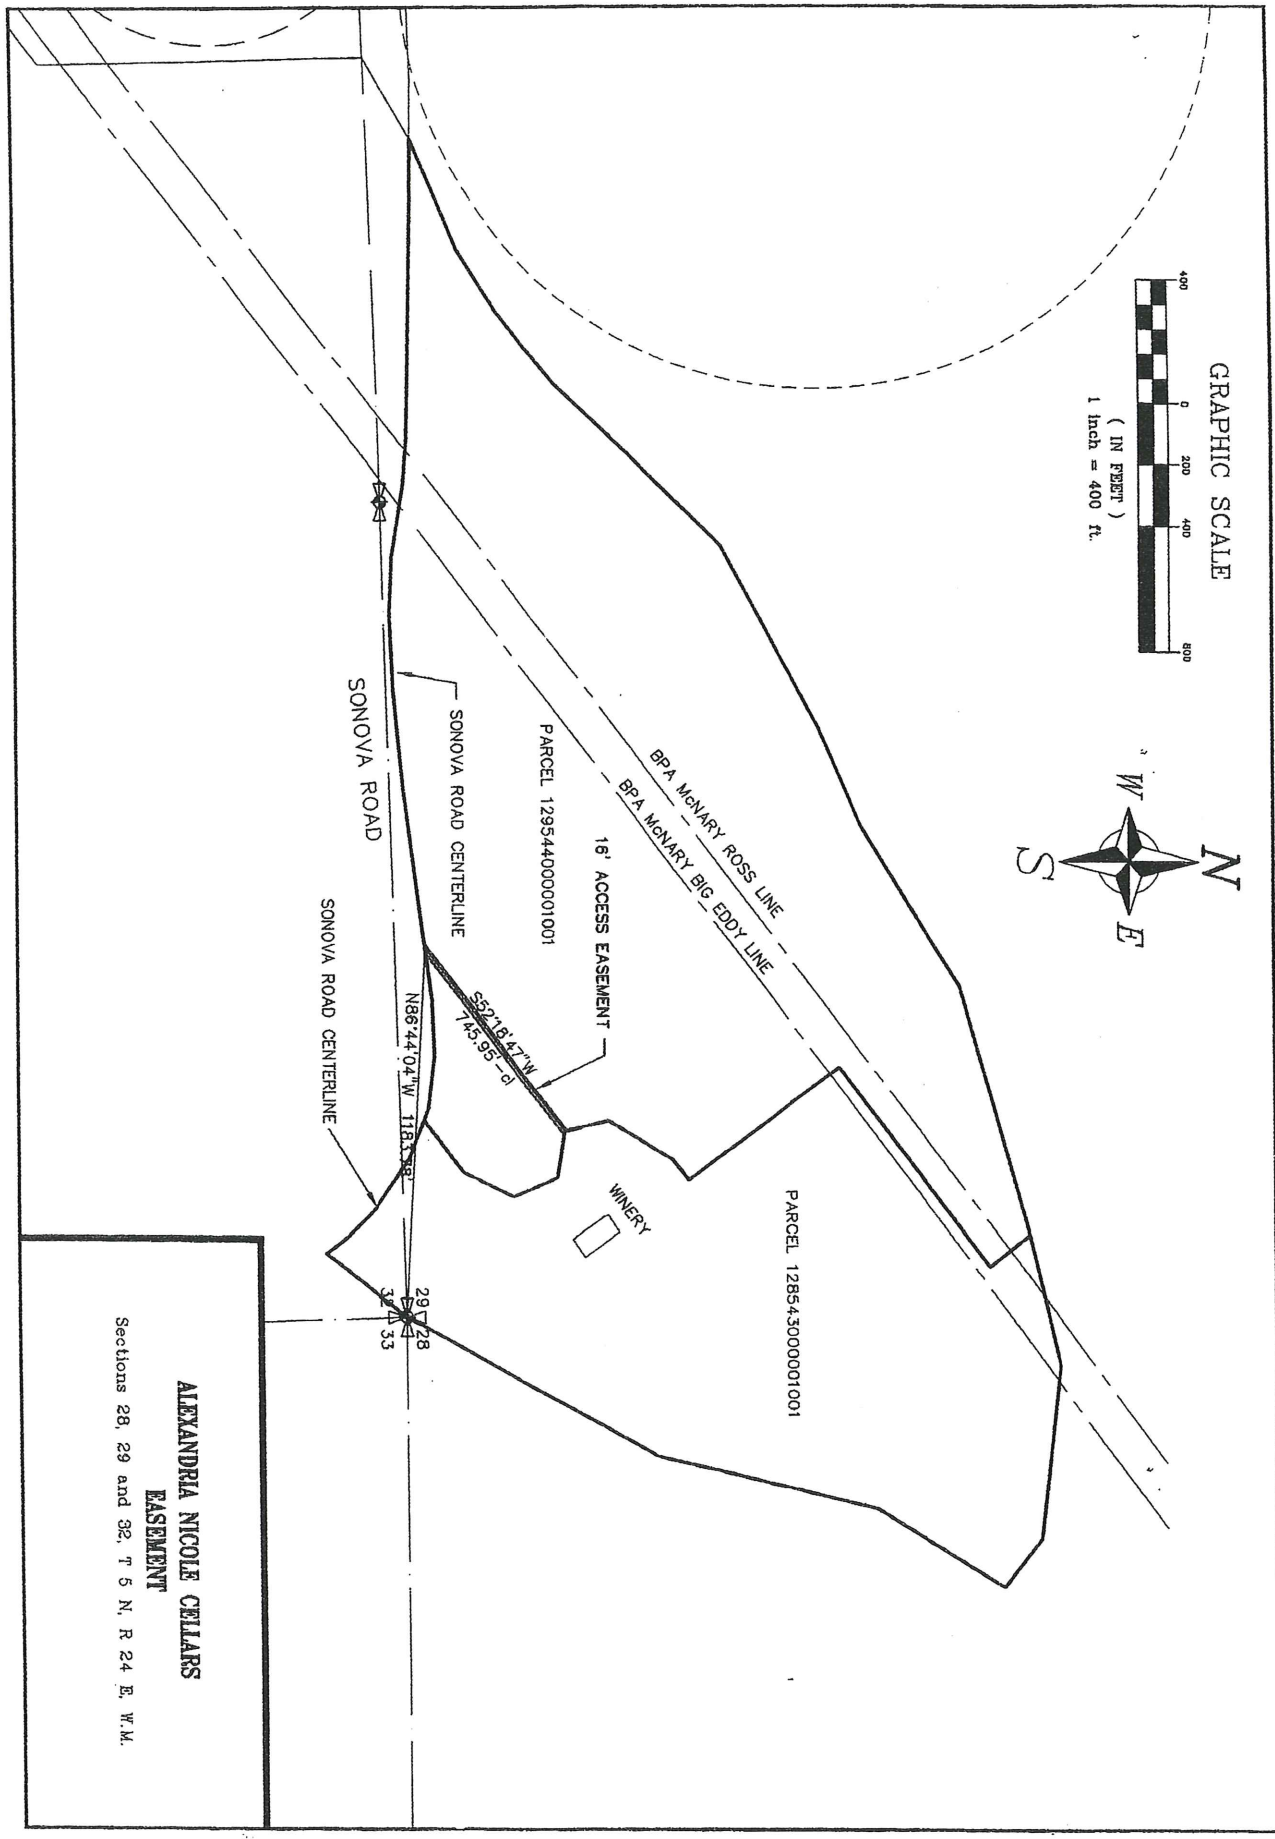 GRAPHIC SCALE
400 0 200 400 800
( IN FEET )
1 inch = 400 ft.
N
W E
S
BPA McNARY ROSS LINE
BPA McNARY BIG EDDY LINE
PARCEL 129544000001001
16' ACCESS EASEMENT
SONOVA ROAD CENTERLINE
SONOVA ROAD
S52°18'47"W
745.95'-cl
N86°44'04"W
SONOVA ROAD CENTERLINE
WINERY
PARCEL 128543000001001
29 28
32 33
ALEXANDRIA NICOLE CELLARS
EASEMENT
Sections 28, 29 and 32, T 5 N, R 24 E, W.M.